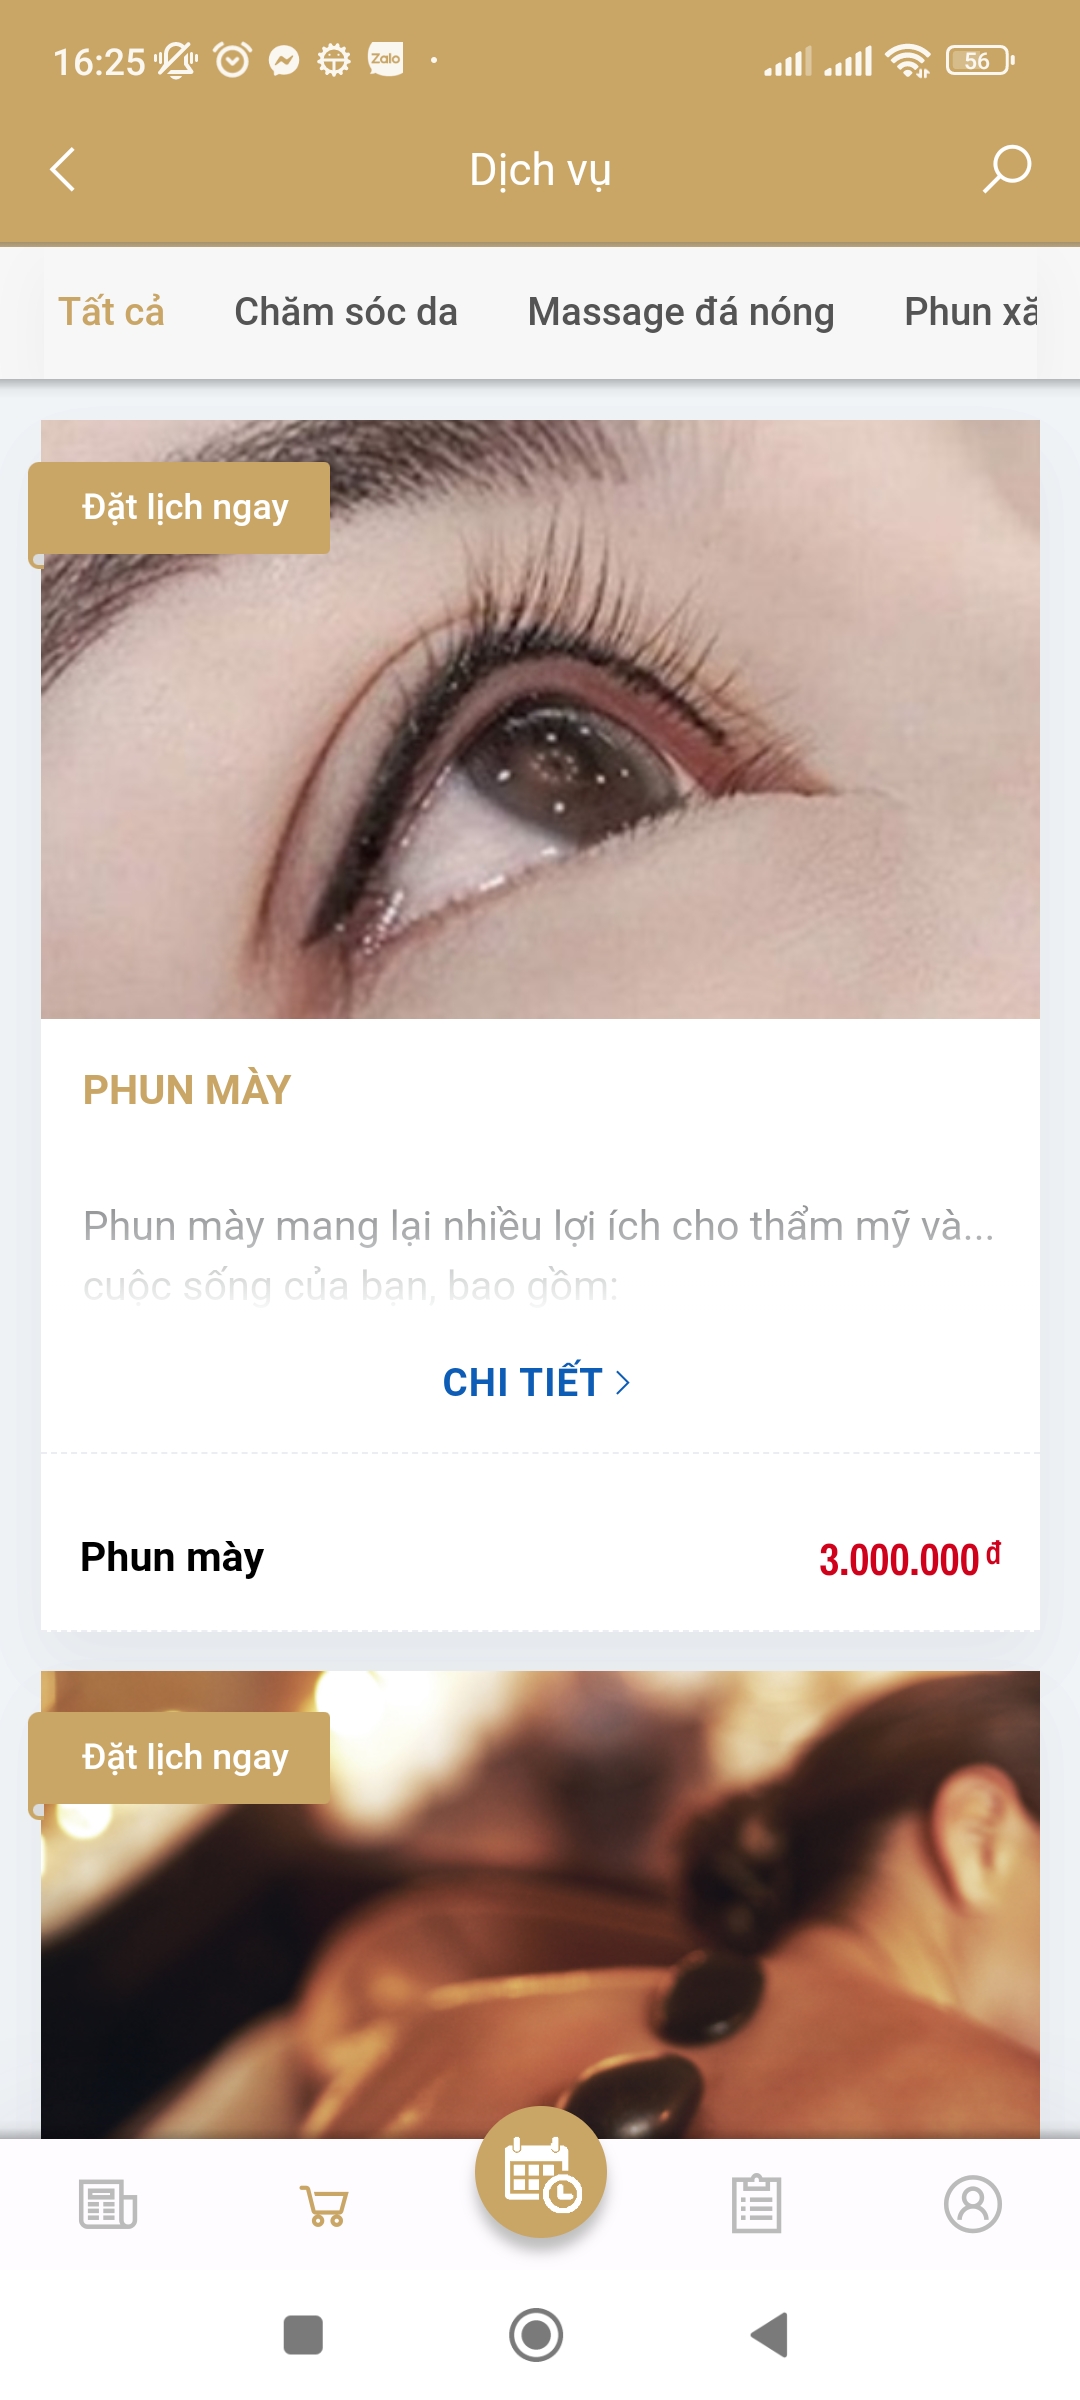 16:25
Zalo
56
Dịch vụ
Tất cả Chăm sóc da Massage đá nóng Phun xă
Đặt lịch ngay
PHUN MÀY
Phun mày mang lại nhiều lợi ích cho thẩm mỹ và...
cuộc sống của bạn, bao gồm:
CHI TIẾT
Phun mày 3.000.000 đ
Đặt lịch ngay